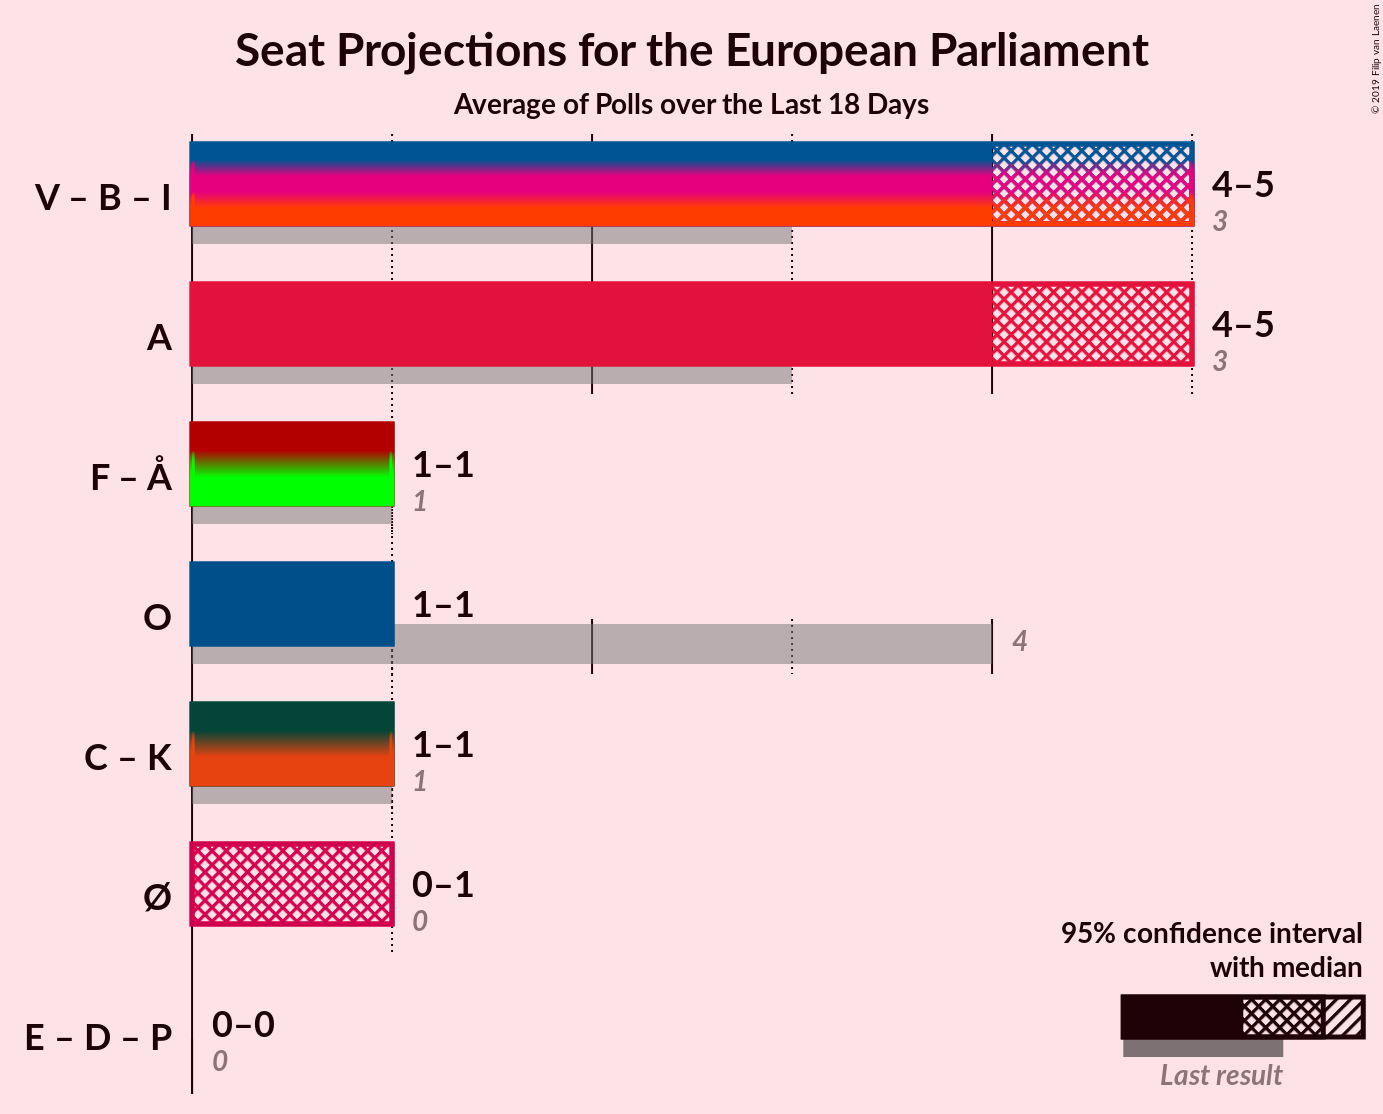 Seat Projections for the European Parliament
Average of Polls over the Last 18 Days
© 2019 Filip van Laenen
V – B – I
4–5
3
A
4–5
3
F – Å
1–1
1
O
1–1
4
C – K
1–1
1
Ø
0–1
0
E – D – P
0–0
0
95% confidence interval
with median
Last result